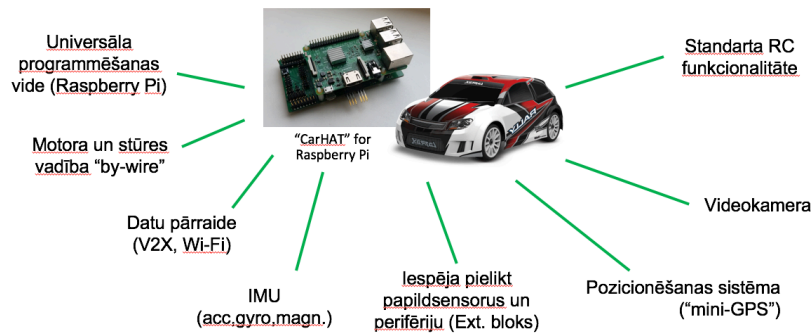 Universāla
programmēšanas
vide (Raspberry Pi)
Motora un stūres
vadība “by-wire”
Datu pārraide
(V2X, Wi-Fi)
IMU
(acc,gyro,magn.)
“CarHAT” for
Raspberry Pi
Iespēja pielikt
papildsensorus un
perifēriju (Ext. bloks)
Standarta RC
funkcionalitāte
Videokamera
Pozicionēšanas sistēma
(“mini-GPS”)